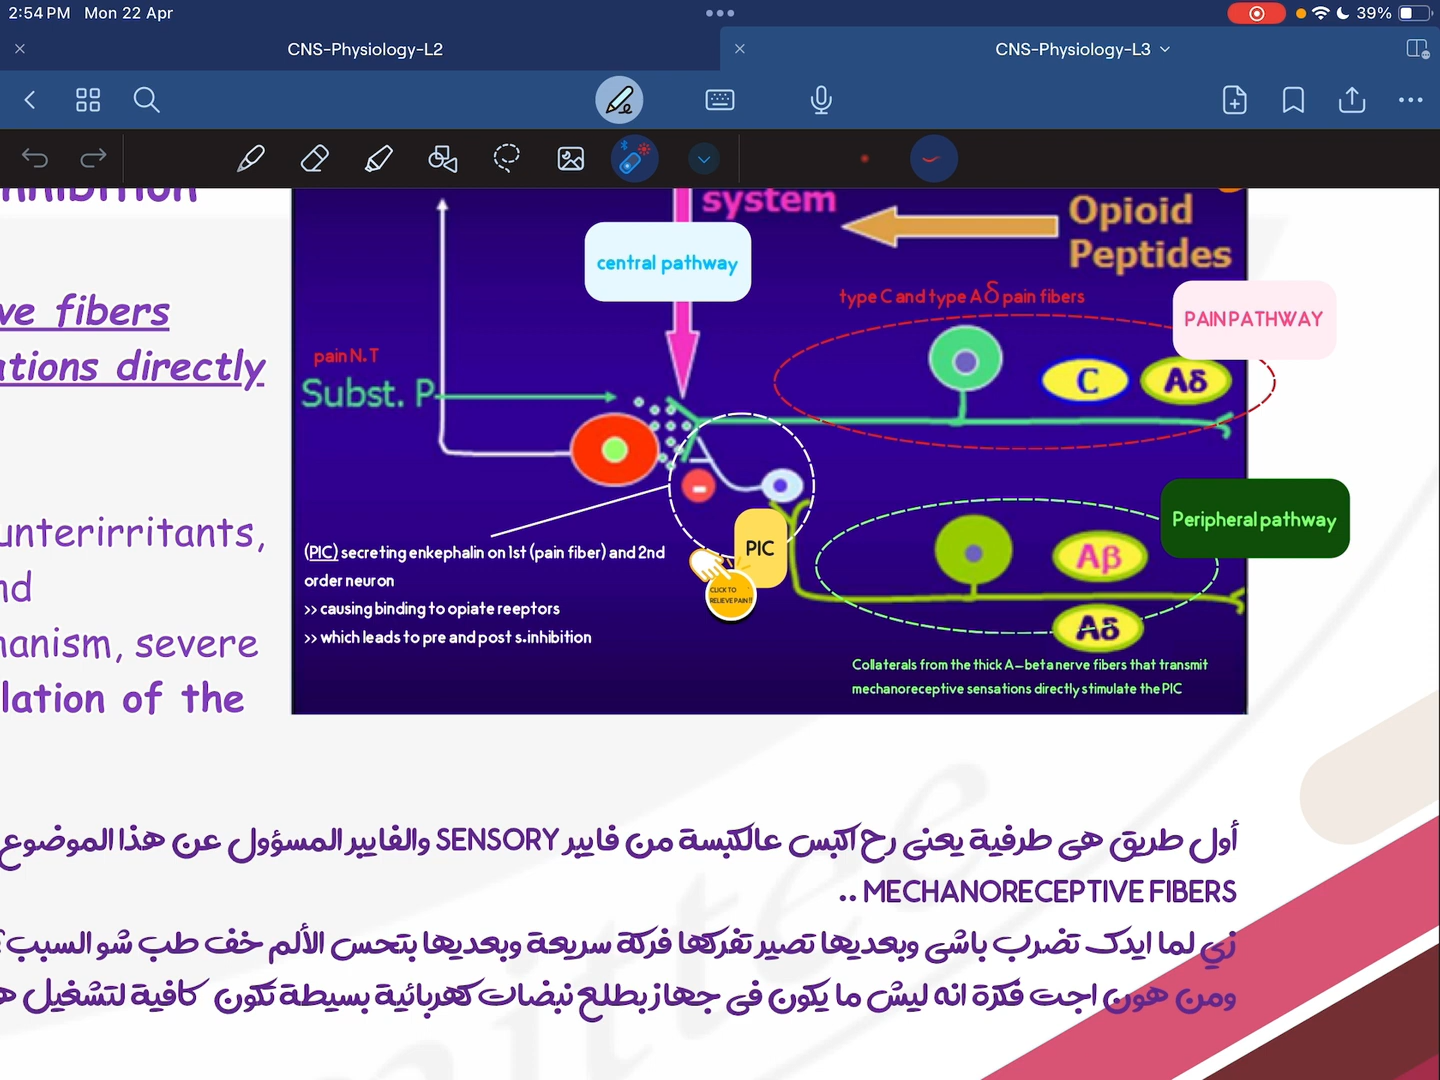 2:54 PM Mon 22 Apr
39%
CNS-Physiology-L2
CNS-Physiology-L3
system
Opioid
Peptides
central pathway
type C and type Aδ pain fibers
PAIN PATHWAY
ve fibers
ations directly
pain N.T
Subst. P
C
Aδ
Peripheral pathway
unterirritants,
nd
nanism, severe
lation of the
(PIC) secreting enkephalin on 1st (pain fiber) and 2nd
order neuron
>> causing binding to opiate reeptors
>> which leads to pre and post s.inhibition
PIC
CLICK TO
RELIEVE PAIN !!
Aβ
Aδ
Collaterals from the thick A-beta nerve fibers that transmit
mechanoreceptive sensations directly stimulate the PIC
أول طريق هي طرفية يعني رح اكبس عالكبسة من فايبر SENSORY والفايبر المسؤول عن هذا الموضوع
MECHANORECEPTIVE FIBERS ..
زي لما ايدك تضرب باشي وبعديها تصير تفركها فركة سريعة وبعديها بتحس الألم خف طب شو السبب؟
ومن هون اجت فكرة انه ليش ما يكون في جهاز بطلع نبضات كهربائية بسيطة تكون كافية لتشغيل